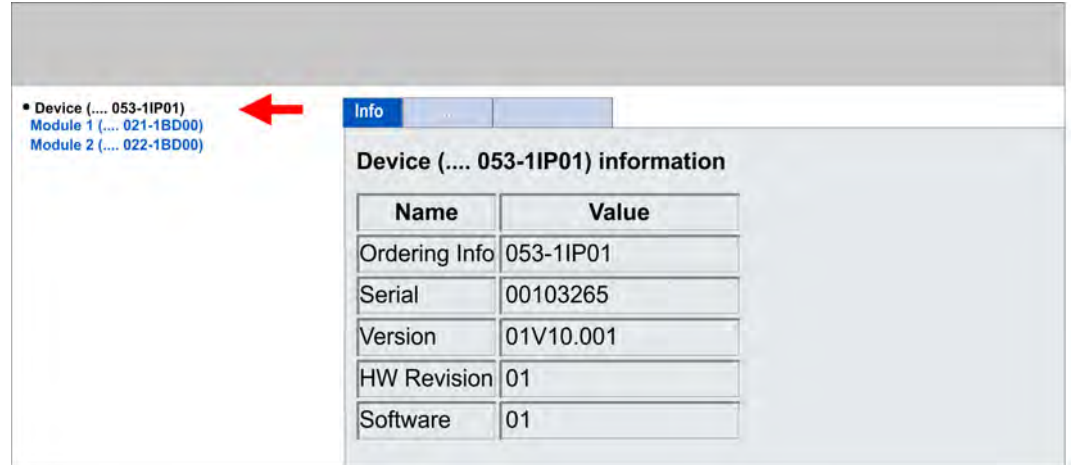 • Device (.... 053-1IP01)
Module 1 (.... 021-1BD00)
Module 2 (.... 022-1BD00)
Info
Device (.... 053-1IP01) information
Name Value
Ordering Info 053-1IP01
Serial 00103265
Version 01V10.001
HW Revision 01
Software 01